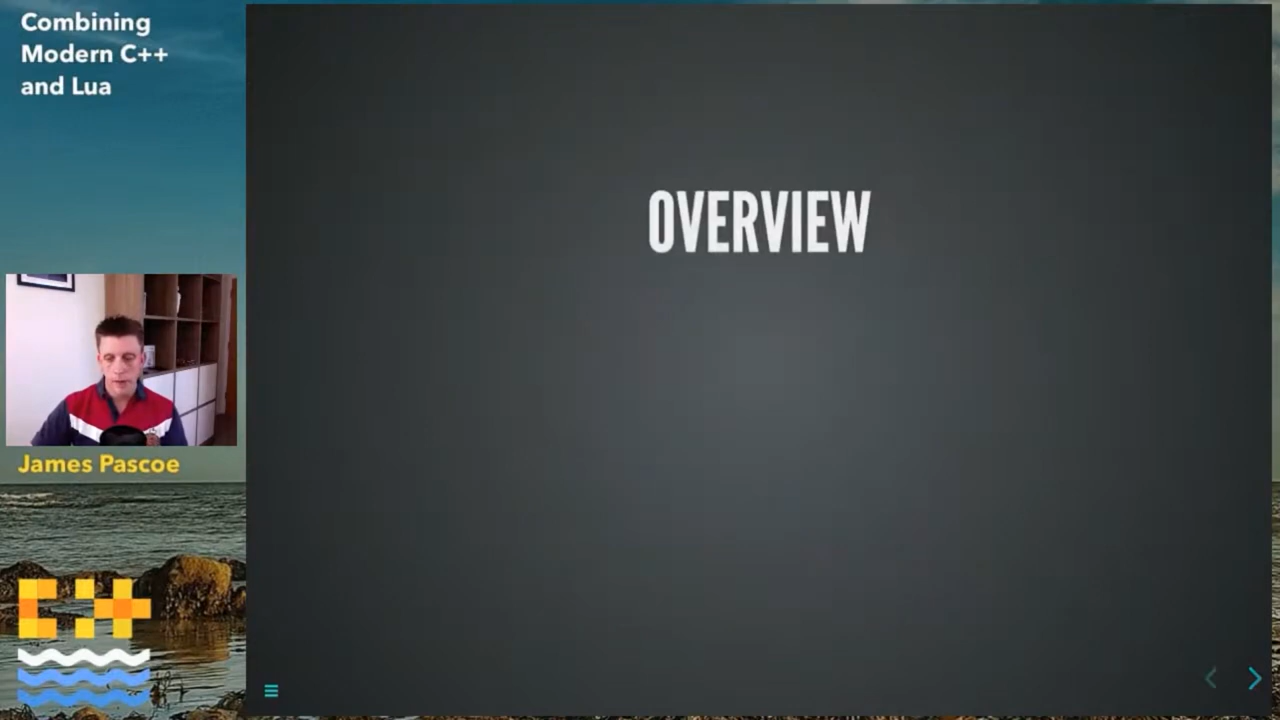 Combining
Modern C++
and Lua
OVERVIEW
James Pascoe
C++